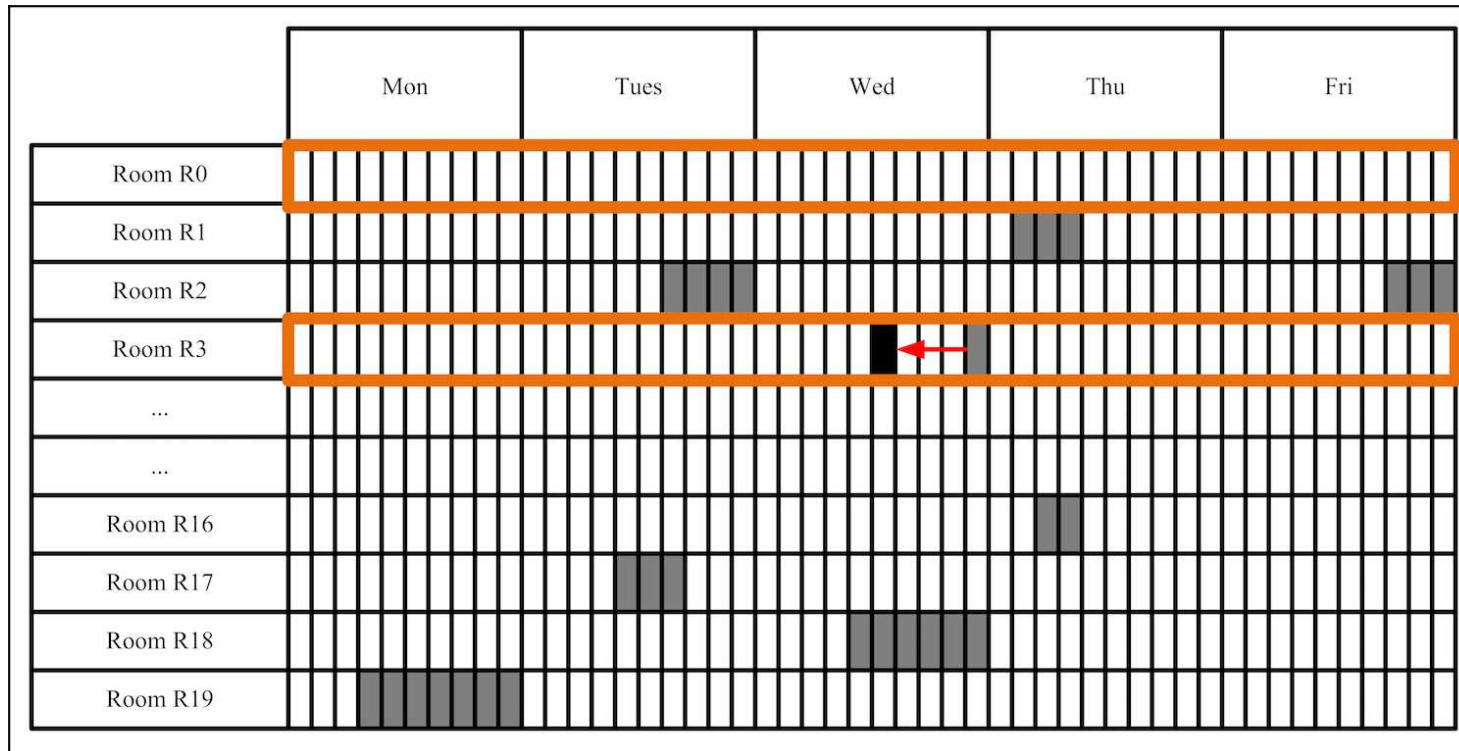 Mon Tues Wed Thu Fri
Room R0
Room R1
Room R2
Room R3
...
...
Room R16
Room R17
Room R18
Room R19